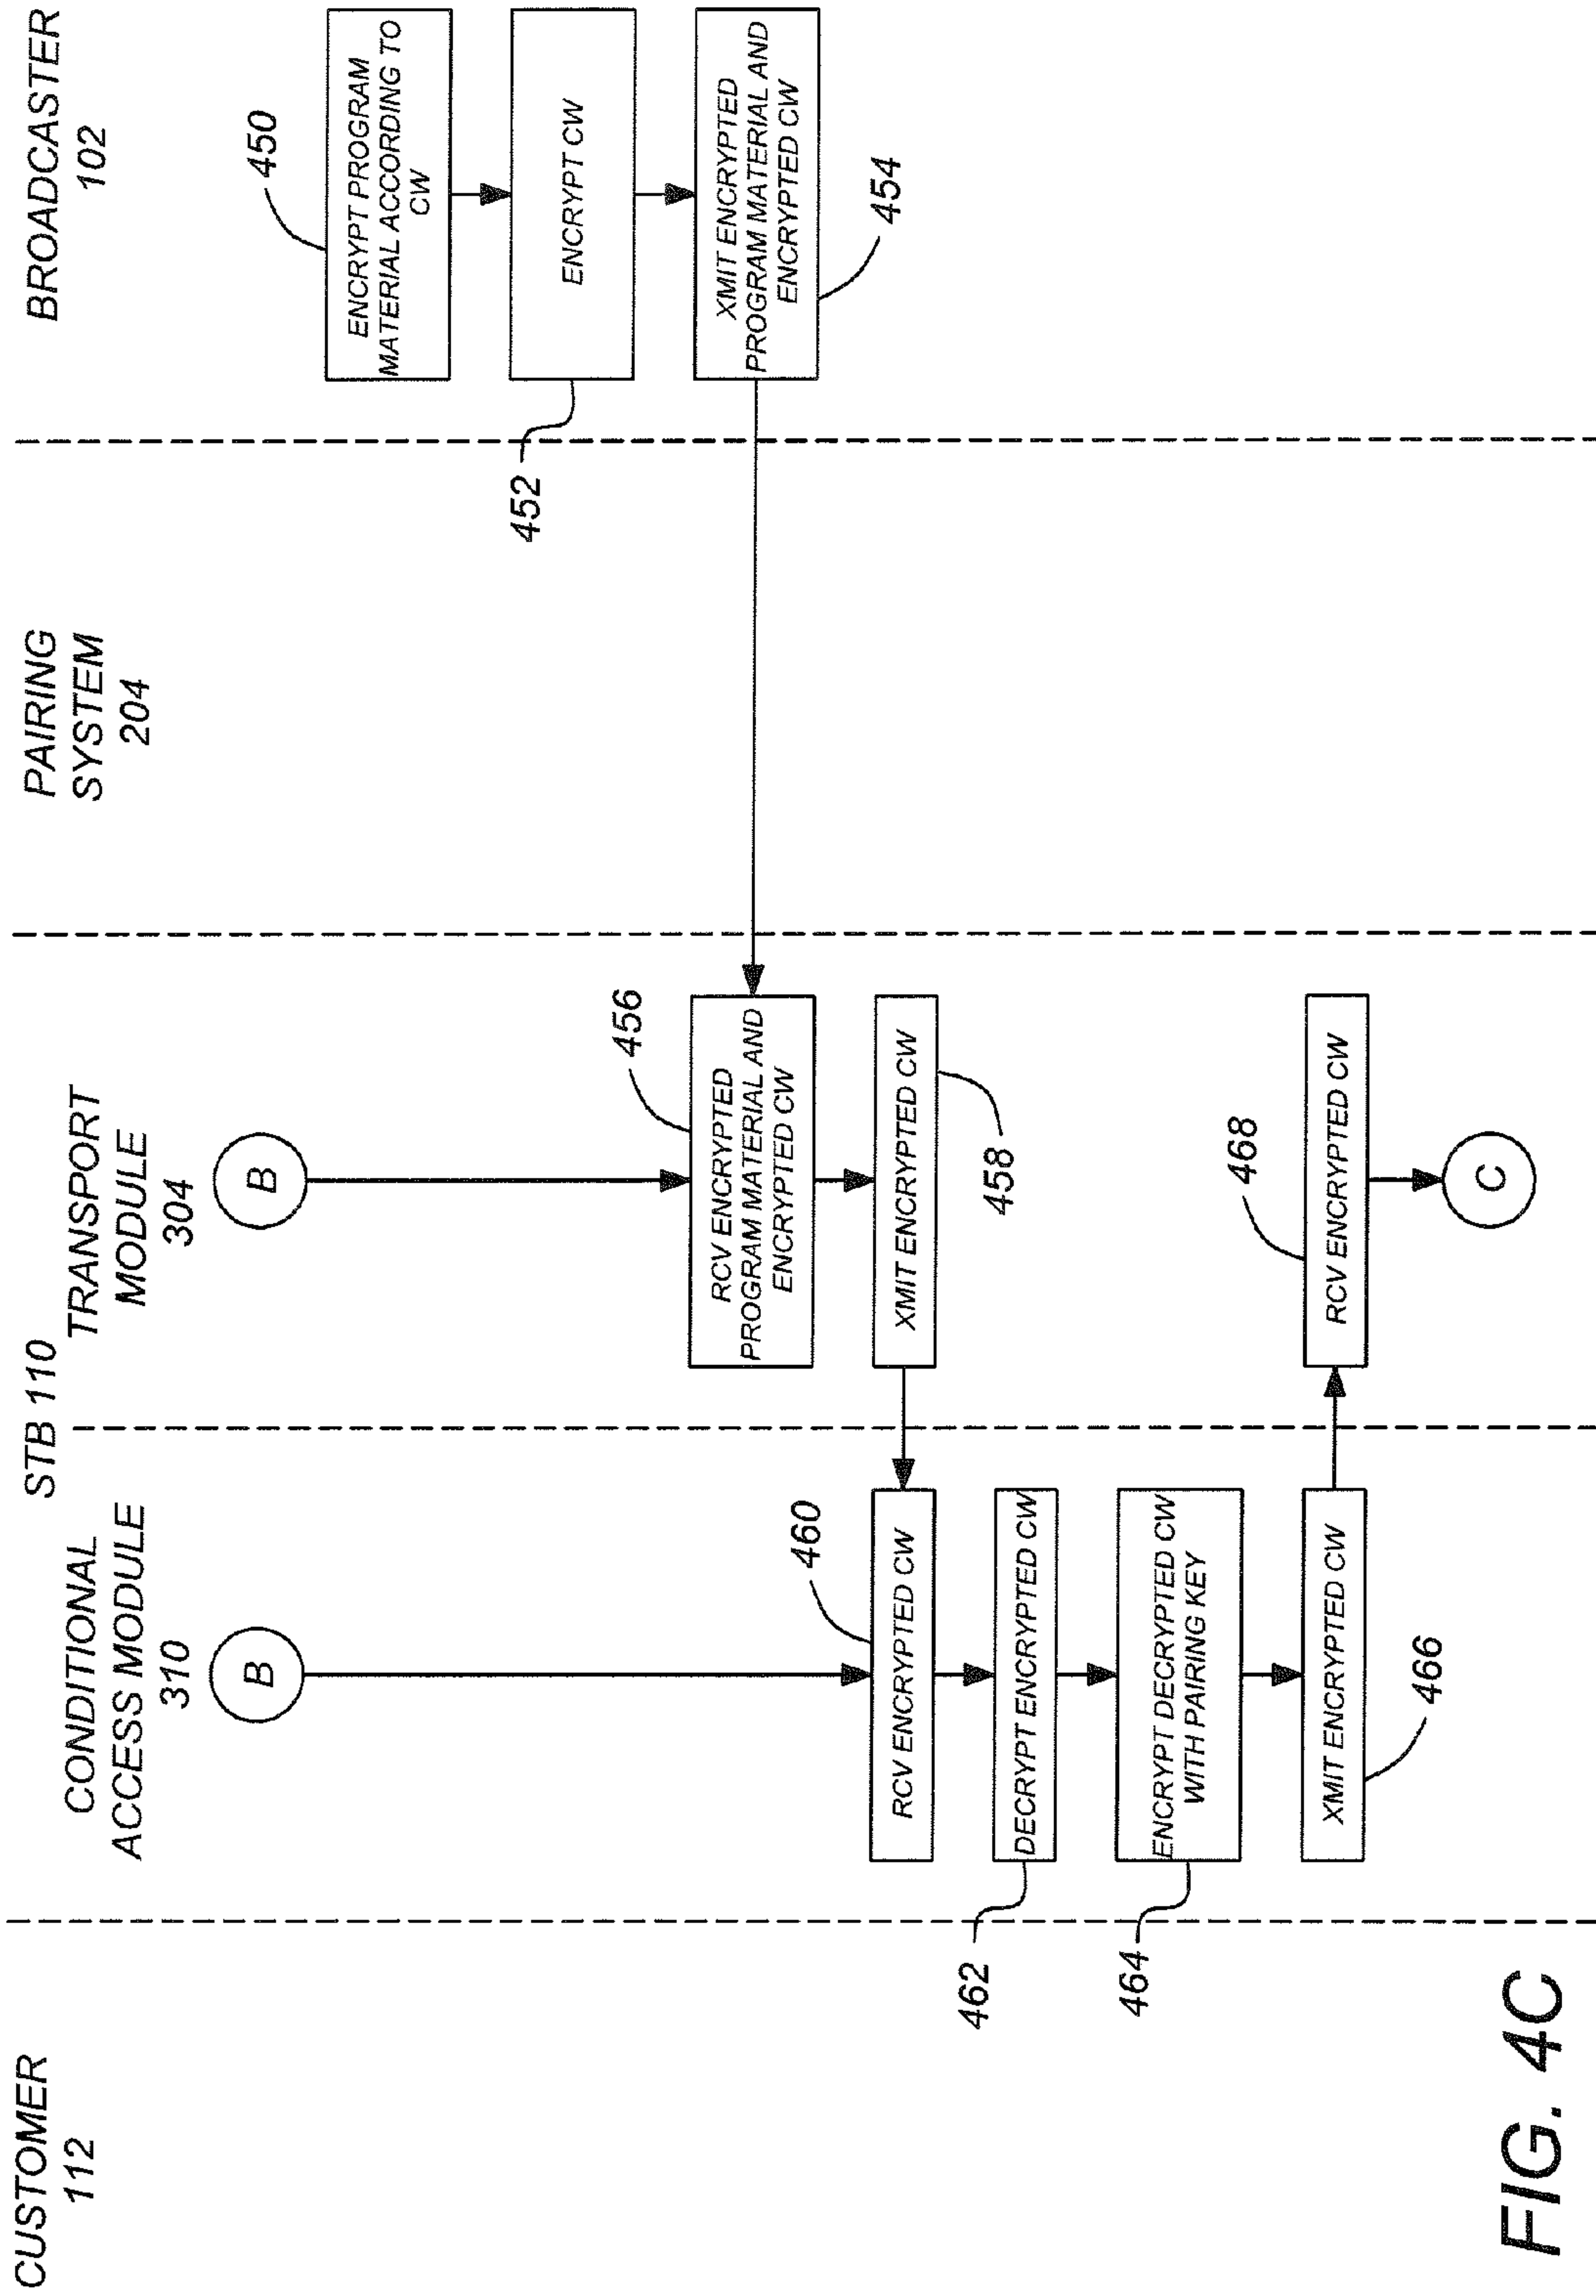 CUSTOMER
112
STB 110
CONDITIONAL
ACCESS MODULE
310
TRANSPORT
MODULE
304
PAIRING
SYSTEM
204
BROADCASTER
102
B
B
450
ENCRYPT PROGRAM
MATERIAL ACCORDING TO
CW
452
ENCRYPT CW
456
RCV ENCRYPTED
PROGRAM MATERIAL AND
ENCRYPTED CW
XMIT ENCRYPTED
PROGRAM MATERIAL AND
ENCRYPTED CW
454
460
RCV ENCRYPTED CW
XMIT ENCRYPTED CW
458
462
DECRYPT ENCRYPTED CW
464
ENCRYPT DECRYPTED CW
WITH PAIRING KEY
468
XMIT ENCRYPTED CW
466
RCV ENCRYPTED CW
C
FIG. 4C